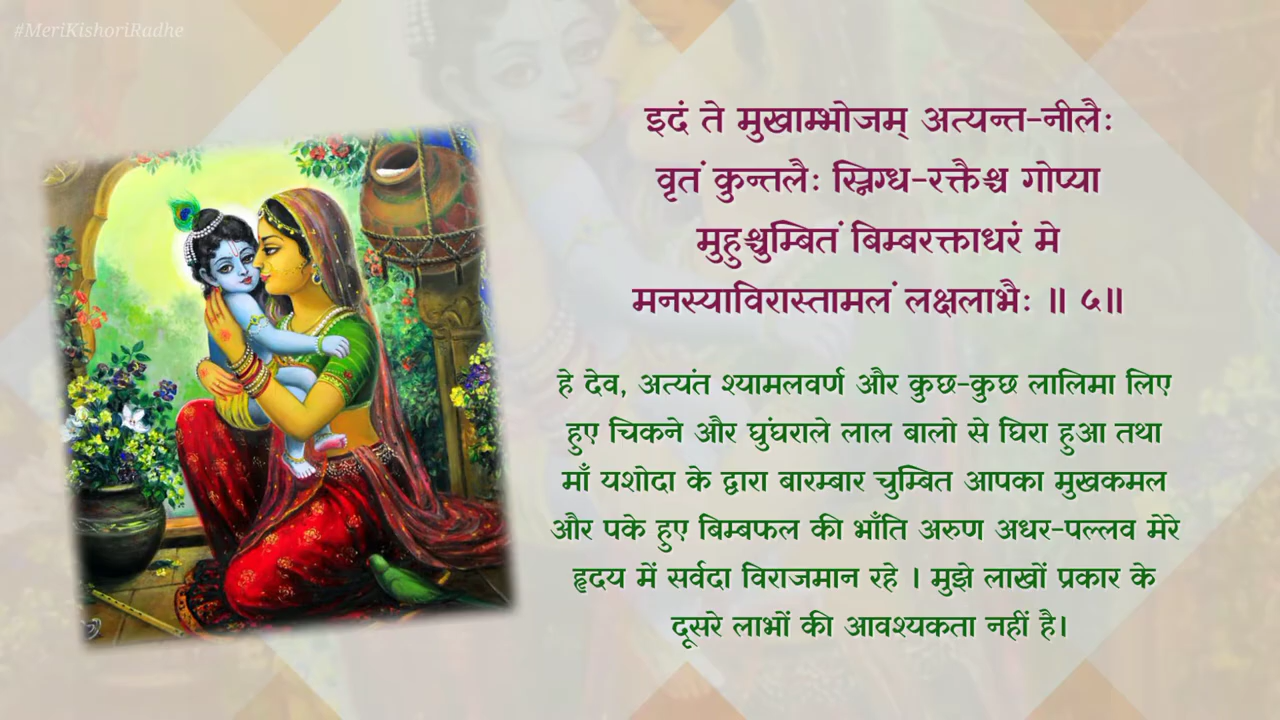 #MeriKishoriRadhe
इदं ते मुखाम्भोजम् अत्यन्त-नीलैः
वृतं कुन्तलैः स्निग्ध-रक्तैश्च गोप्या
मुहुश्चुम्बितं बिम्बरक्ताधरं मे
मनस्याविरास्तामलं लक्षलाभैः ॥ ५॥
हे देव, अत्यंत श्यामलवर्ण और कुछ-कुछ लालिमा लिए
हुए चिकने और घुंघराले लाल बालो से घिरा हुआ तथा
माँ यशोदा के द्वारा बारम्बार चुम्बित आपका मुखकमल
और पके हुए बिम्बफल की भाँति अरुण अधर-पल्लव मेरे
हृदय में सर्वदा विराजमान रहे । मुझे लाखों प्रकार के
दूसरे लाभों की आवश्यकता नहीं है।